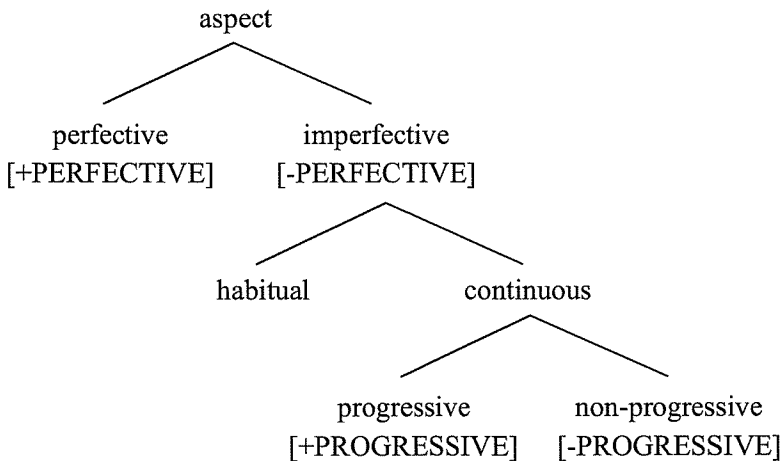 aspect
perfective imperfective
[+PERFECTIVE] [-PERFECTIVE]
habitual continuous
progressive non-progressive
[+PROGRESSIVE] [-PROGRESSIVE]